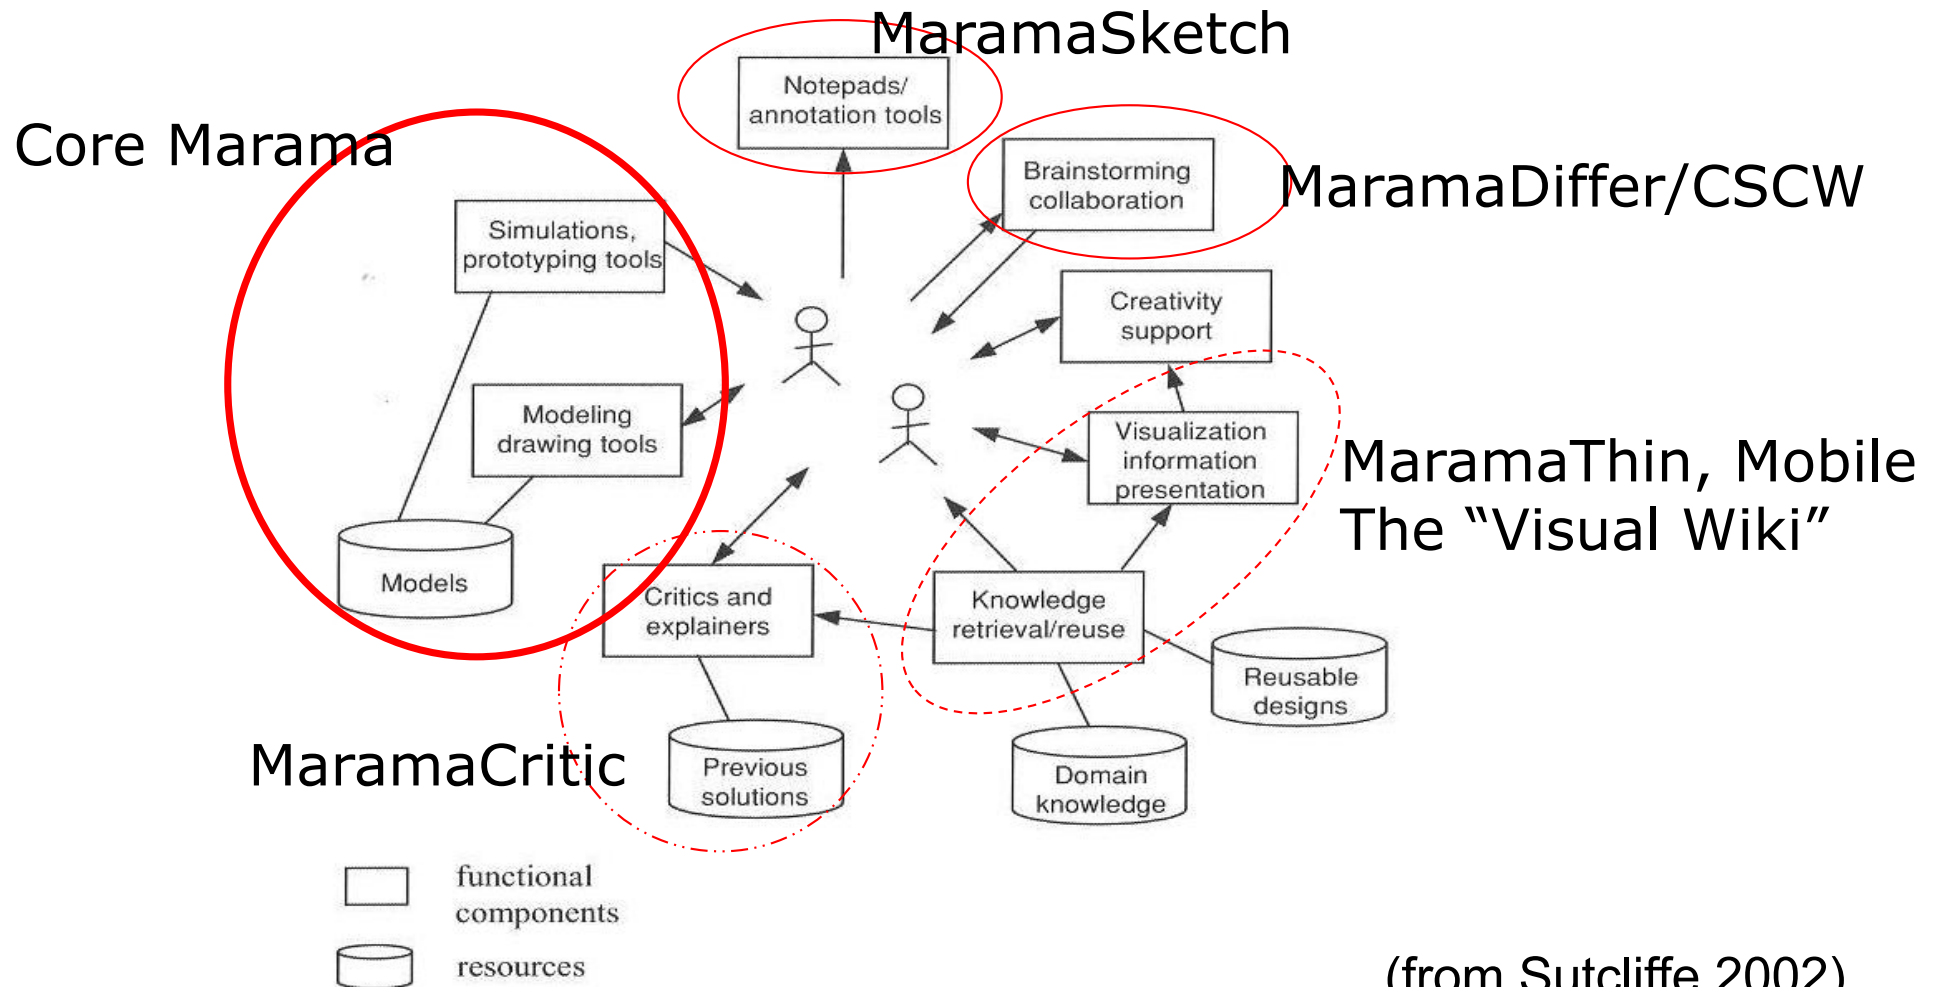 MaramaSketch
Notepads/
annotation tools
Core Marama
Brainstorming
collaboration
MaramaDiffer/CSCW
Simulations,
prototyping tools
Creativity
support
Modeling
drawing tools
Visualization
information
presentation
MaramaThin, Mobile
The “Visual Wiki”
Models
Critics and
explainers
Knowledge
retrieval/reuse
Reusable
designs
MaramaCritic
Previous
solutions
Domain
knowledge
functional
components
resources
(from Sutcliffe 2002)